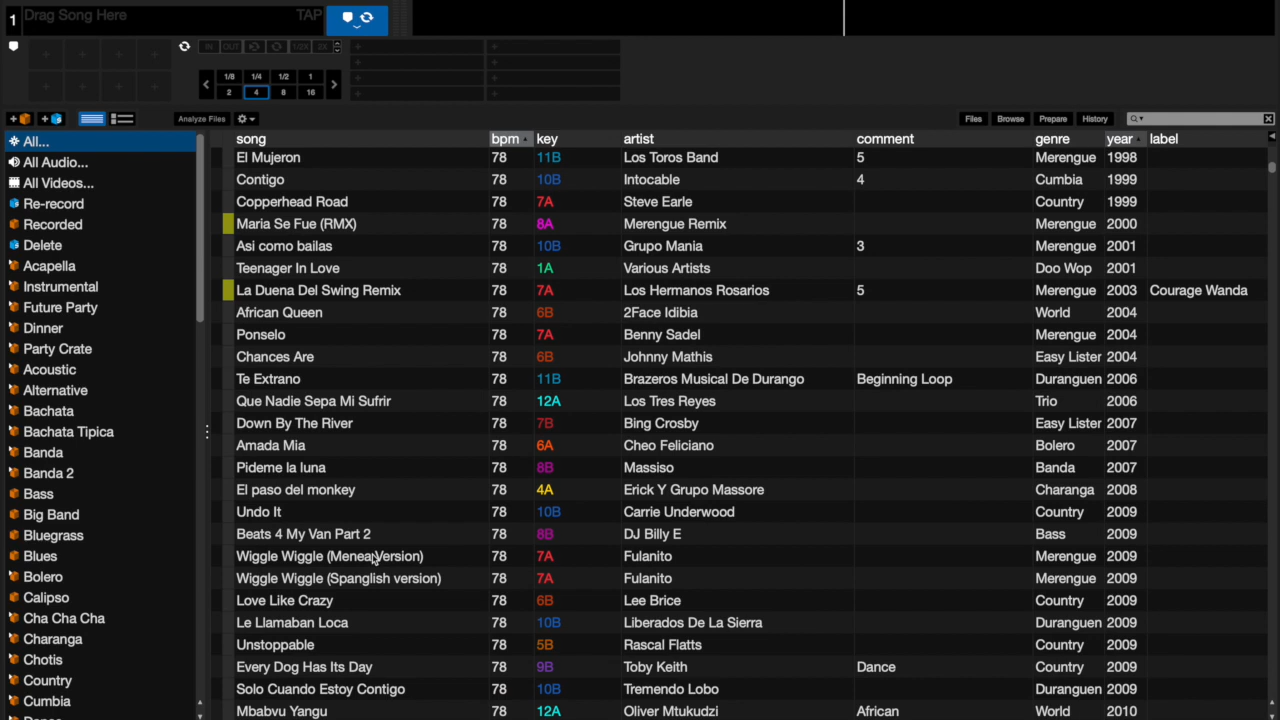 1 Drag Song Here TAP
IN OUT 1/2X 2X
1/8 1/4 1/2 1
2 4 8 16
Analyze Files Files Browse Prepare History
song bpm key artist comment genre year label
All...
All Audio...
All Videos...
Re-record
Recorded
Delete
Acapella
Instrumental
Future Party
Dinner
Party Crate
Acoustic
Alternative
Bachata
Bachata Tipica
Banda
Banda 2
Bass
Big Band
Bluegrass
Blues
Bolero
Calipso
Cha Cha Cha
Charanga
Chotis
Country
Cumbia
El Mujeron 78 11B Los Toros Band 5 Merengue 1998
Contigo 78 10B Intocable 4 Cumbia 1999
Copperhead Road 78 7A Steve Earle Country 1999
Maria Se Fue (RMX) 78 8A Merengue Remix Merengue 2000
Asi como bailas 78 10B Grupo Mania 3 Merengue 2001
Teenager In Love 78 1A Various Artists Doo Wop 2001
La Duena Del Swing Remix 78 7A Los Hermanos Rosarios 5 Merengue 2003 Courage Wanda
African Queen 78 6B 2Face Idibia World 2004
Ponselo 78 7A Benny Sadel Merengue 2004
Chances Are 78 6B Johnny Mathis Easy Lister 2004
Te Extrano 78 11B Brazeros Musical De Durango Beginning Loop Duranguen 2006
Que Nadie Sepa Mi Sufrir 78 12A Los Tres Reyes Trio 2006
Down By The River 78 7B Bing Crosby Easy Lister 2007
Amada Mia 78 6A Cheo Feliciano Bolero 2007
Pideme la luna 78 8B Massiso Banda 2007
El paso del monkey 78 4A Erick Y Grupo Massore Charanga 2008
Undo It 78 10B Carrie Underwood Country 2009
Beats 4 My Van Part 2 78 8B DJ Billy E Bass 2009
Wiggle Wiggle (Menea Version) 78 7A Fulanito Merengue 2009
Wiggle Wiggle (Spanglish version) 78 7A Fulanito Merengue 2009
Love Like Crazy 78 6B Lee Brice Country 2009
Le Llamaban Loca 78 10B Liberados De La Sierra Duranguen 2009
Unstoppable 78 5B Rascal Flatts Country 2009
Every Dog Has Its Day 78 9B Toby Keith Dance Country 2009
Solo Cuando Estoy Contigo 78 10B Tremendo Lobo Duranguen 2009
Mbabvu Yangu 78 12A Oliver Mtukudzi African World 2010